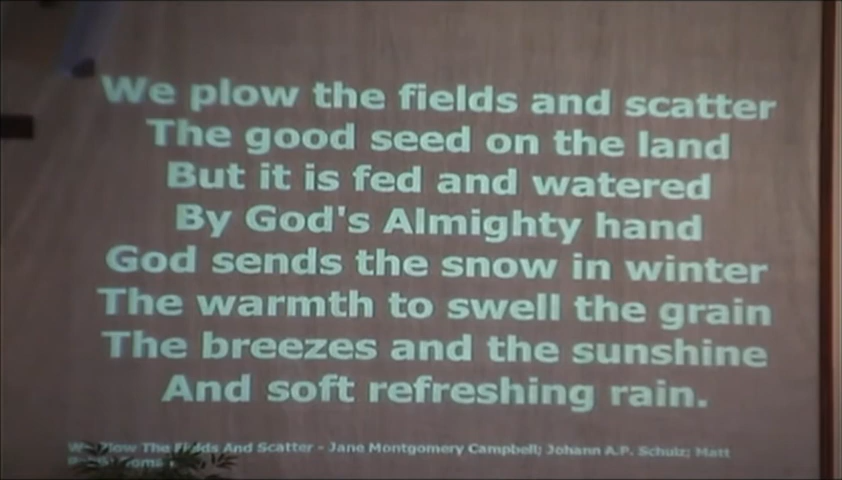 We plow the fields and scatter
The good seed on the land
But it is fed and watered
By God's Almighty hand
God sends the snow in winter
The warmth to swell the grain
The breezes and the sunshine
And soft refreshing rain.
Plow The Fields And Scatter - Jane Montgomery Campbell; Johann A.P. Schulz; Matt